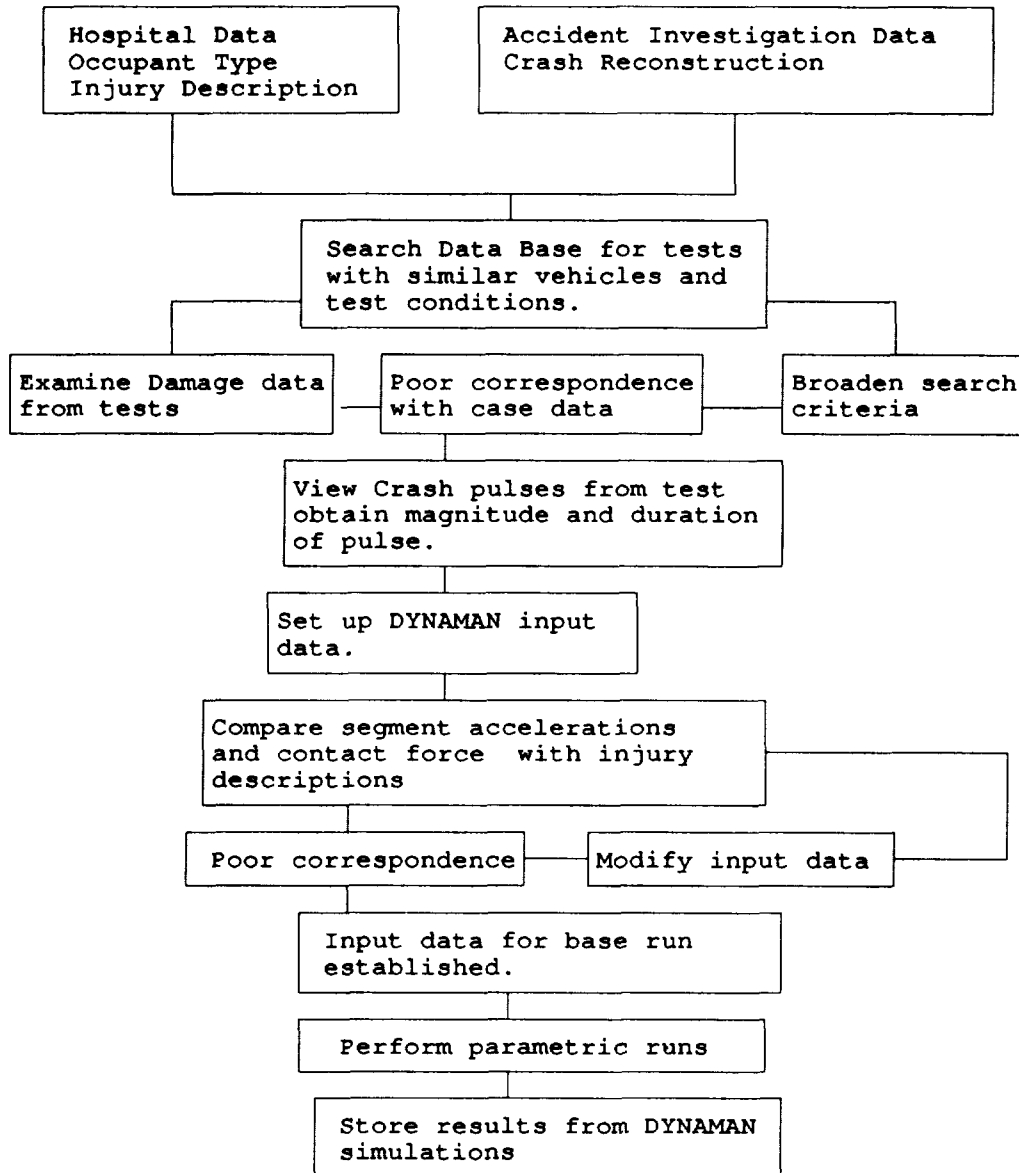 Hospital Data
Occupant Type
Injury Description
Accident Investigation Data
Crash Reconstruction
Search Data Base for tests
with similar vehicles and
test conditions.
Examine Damage data
from tests
Poor correspondence
with case data
Broaden search
criteria
View Crash pulses from test
obtain magnitude and duration
of pulse.
Set up DYNAMAN input
data.
Compare segment accelerations
and contact force with injury
descriptions
Poor correspondence
Modify input data
Input data for base run
established.
Perform parametric runs
Store results from DYNAMAN
simulations